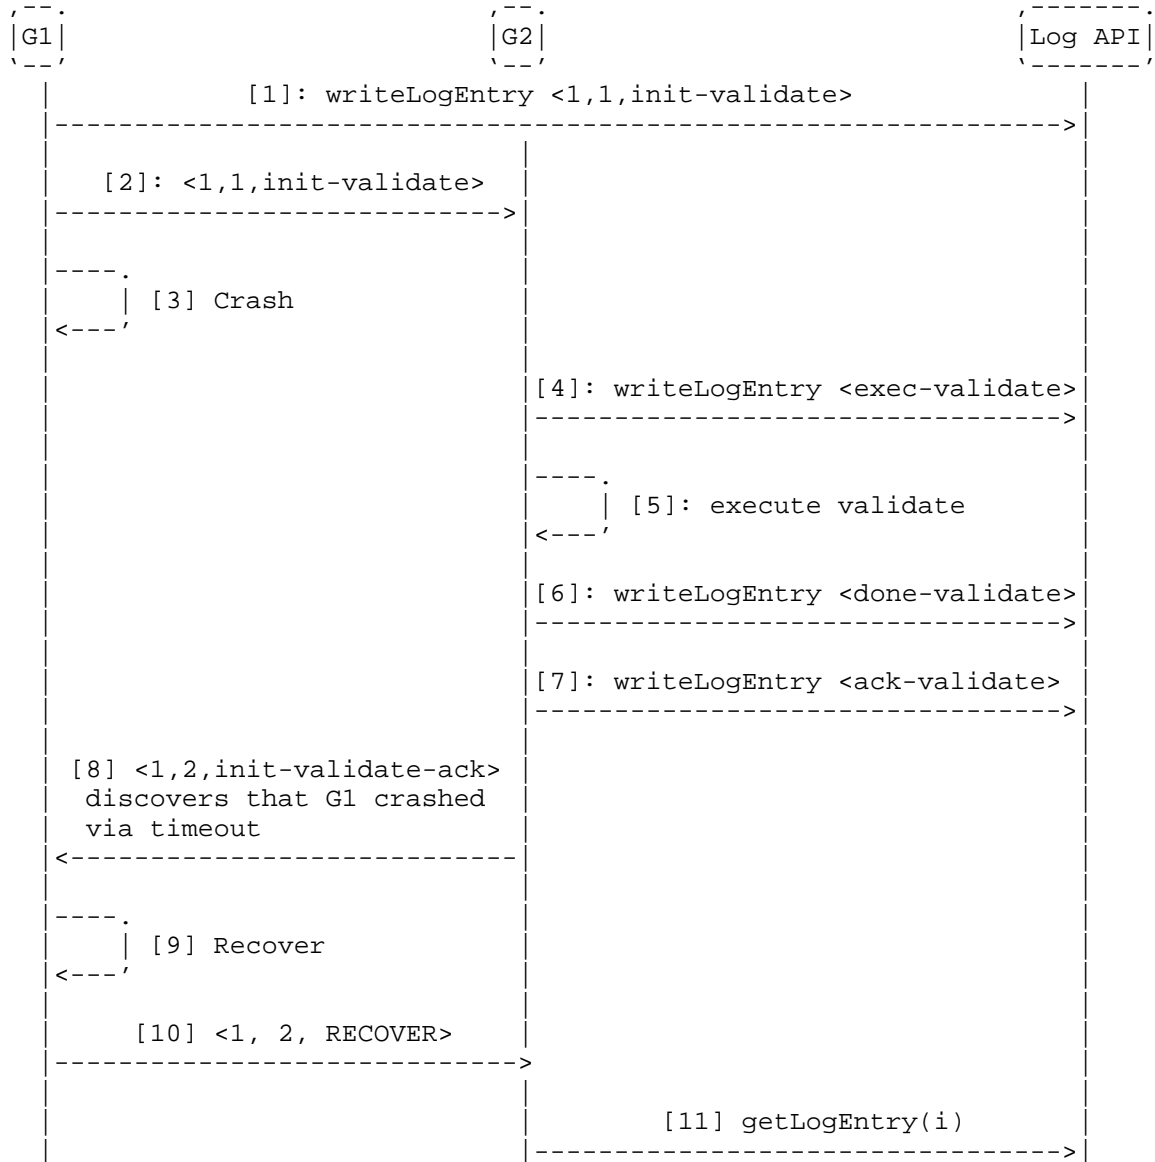 G1 G2 Log API
[1]: writeLogEntry <1,1,init-validate>
[2]: <1,1,init-validate>
[3] Crash
[4]: writeLogEntry <exec-validate>
[5]: execute validate
[6]: writeLogEntry <done-validate>
[7]: writeLogEntry <ack-validate>
[8] <1,2,init-validate-ack>
discovers that G1 crashed
via timeout
[9] Recover
[10] <1, 2, RECOVER>
[11] getLogEntry(i)